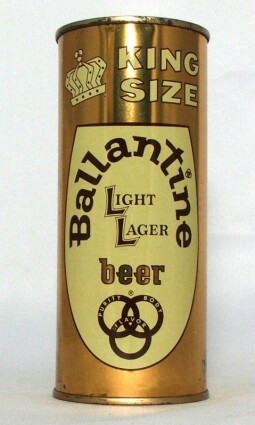 KING
SIZE
Ballantine
LIGHT
LAGER
beer
PURITY BODY
FLAVOR
®